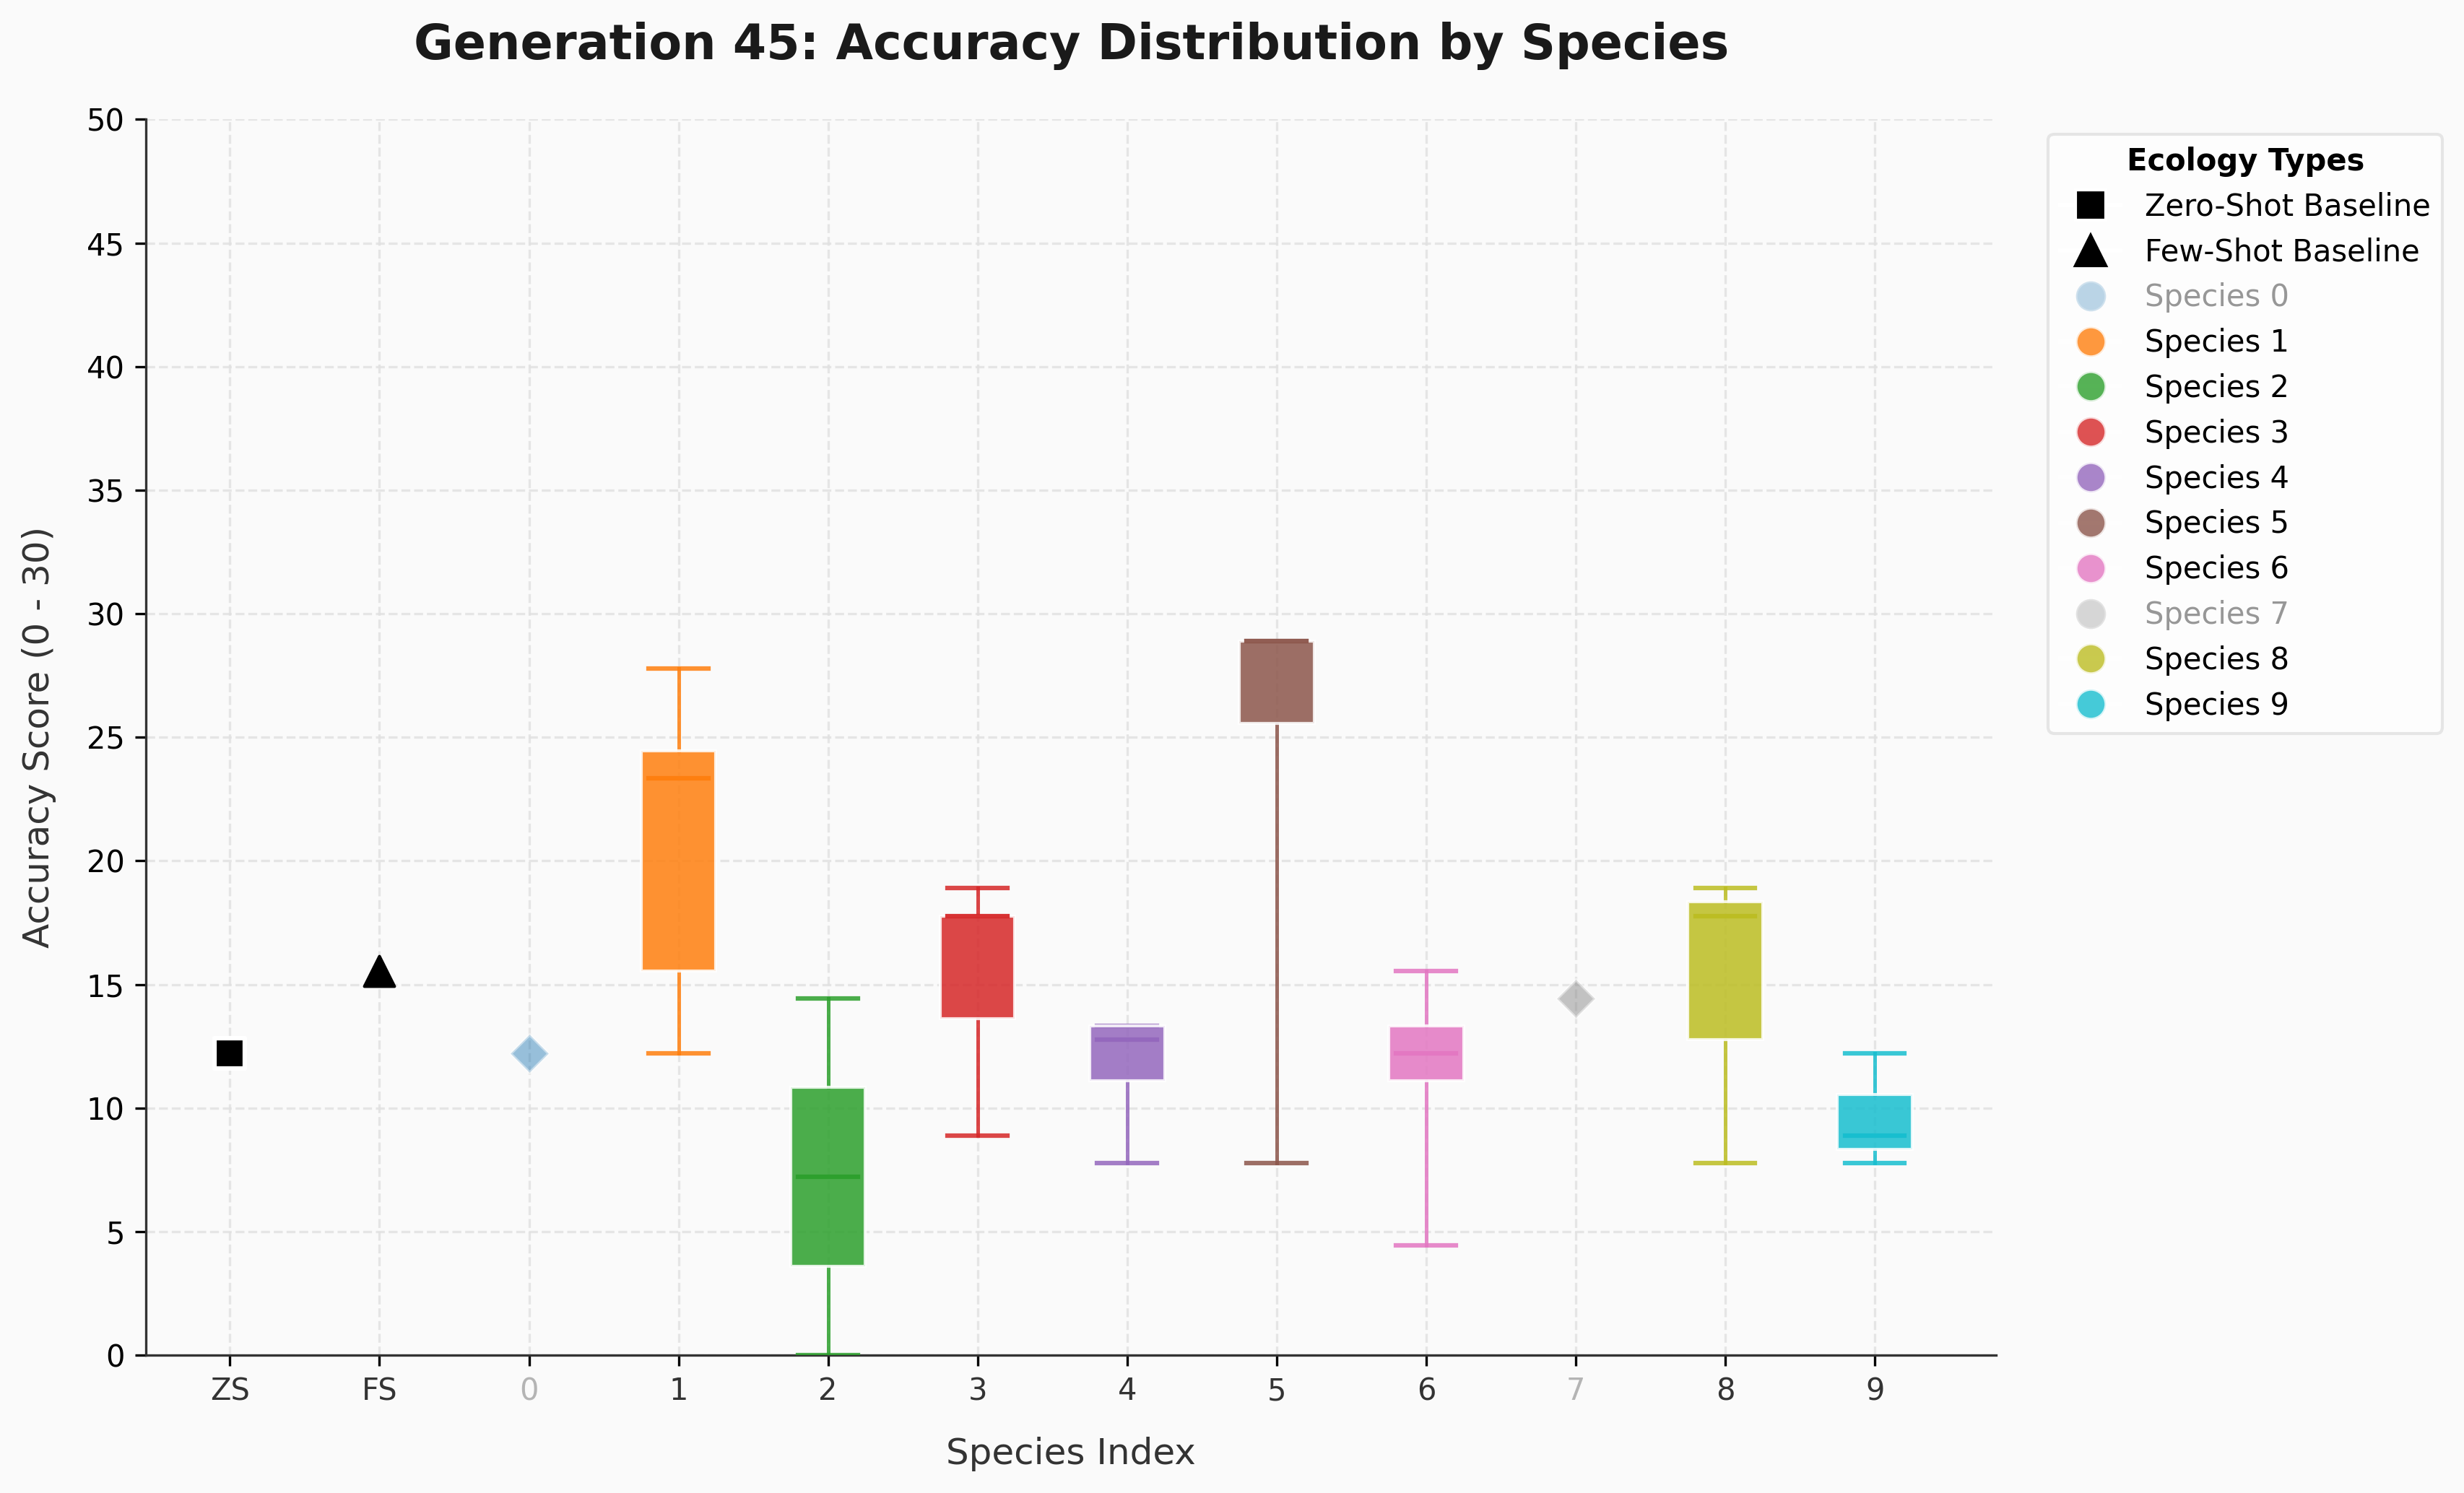 Generation 45: Accuracy Distribution by Species
Accuracy Score (0 - 30)
50
45
40
35
30
25
20
15
10
5
0
ZS FS 0 1 2 3 4 5 6 7 8 9
Species Index
Ecology Types
Zero-Shot Baseline
Few-Shot Baseline
Species 0
Species 1
Species 2
Species 3
Species 4
Species 5
Species 6
Species 7
Species 8
Species 9